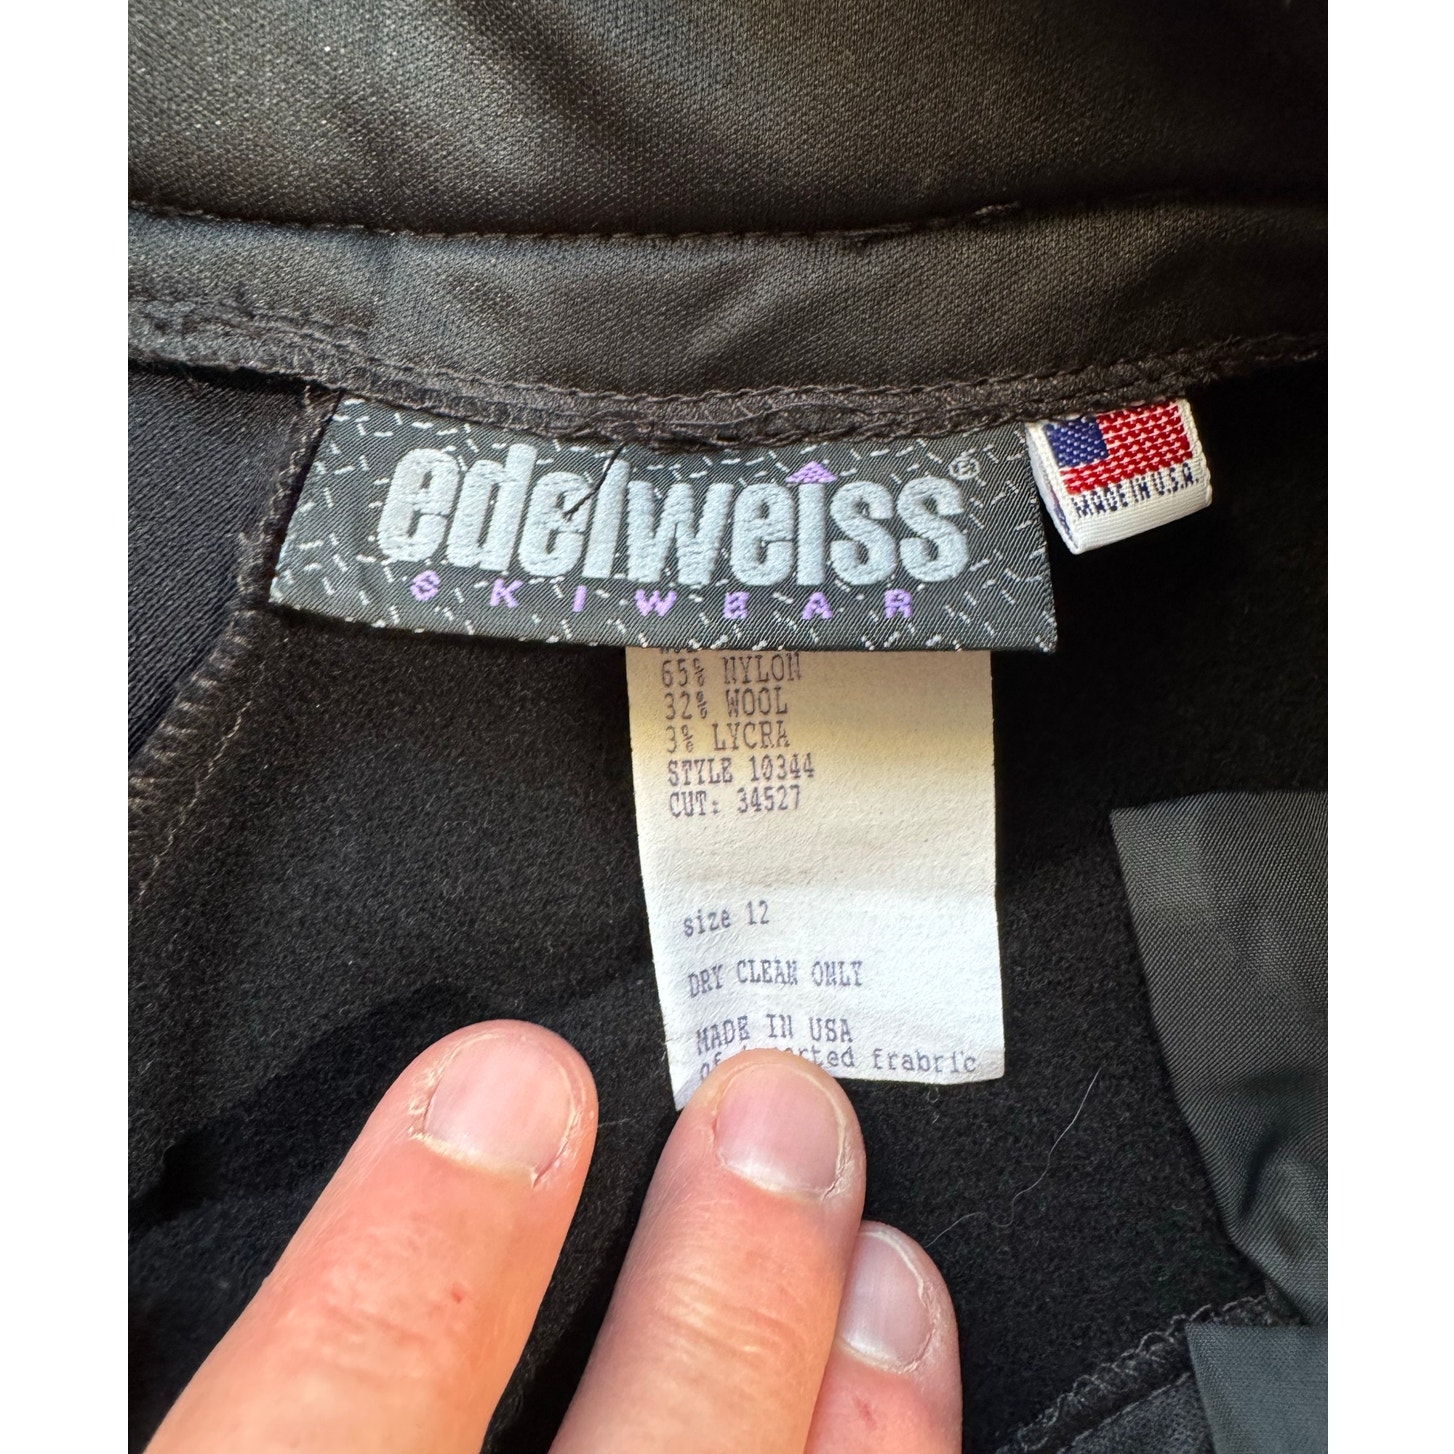 edelweiss ®
SKIWEAR
MADE IN U.S.A.
65% NYLON
32% WOOL
3% LYCRA
STYLE 10344
CUT: 34527
size 12
DRY CLEAN ONLY
MADE IN USA
of frabric